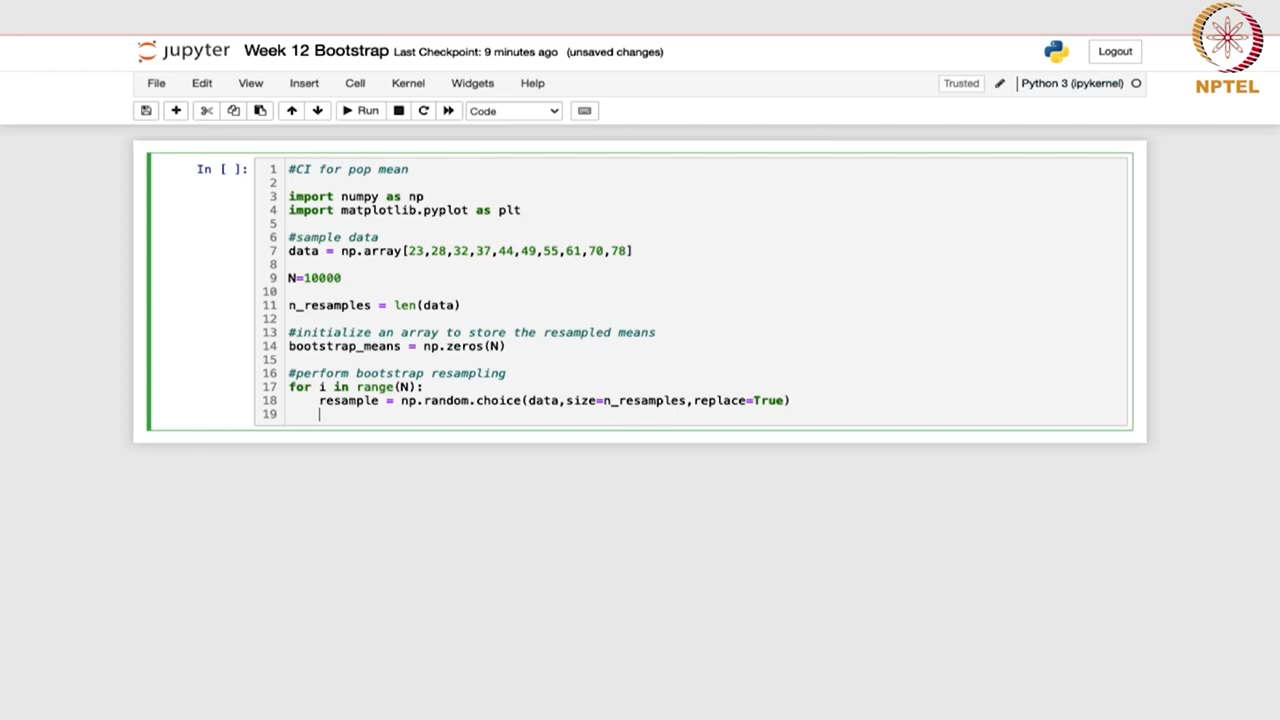 jupyter Week 12 Bootstrap Last Checkpoint: 9 minutes ago (unsaved changes) Logout
NPTEL
File Edit View Insert Cell Kernel Widgets Help Trusted Python 3 (ipykernel)
Run Code
In [ ]: 1 #CI for pop mean
2
3 import numpy as np
4 import matplotlib.pyplot as plt
5
6 #sample data
7 data = np.array[23,28,32,37,44,49,55,61,70,78]
8
9 N=10000
10
11 n_resamples = len(data)
12
13 #initialize an array to store the resampled means
14 bootstrap_means = np.zeros(N)
15
16 #perform bootstrap resampling
17 for i in range(N):
18 resample = np.random.choice(data,size=n_resamples,replace=True)
19